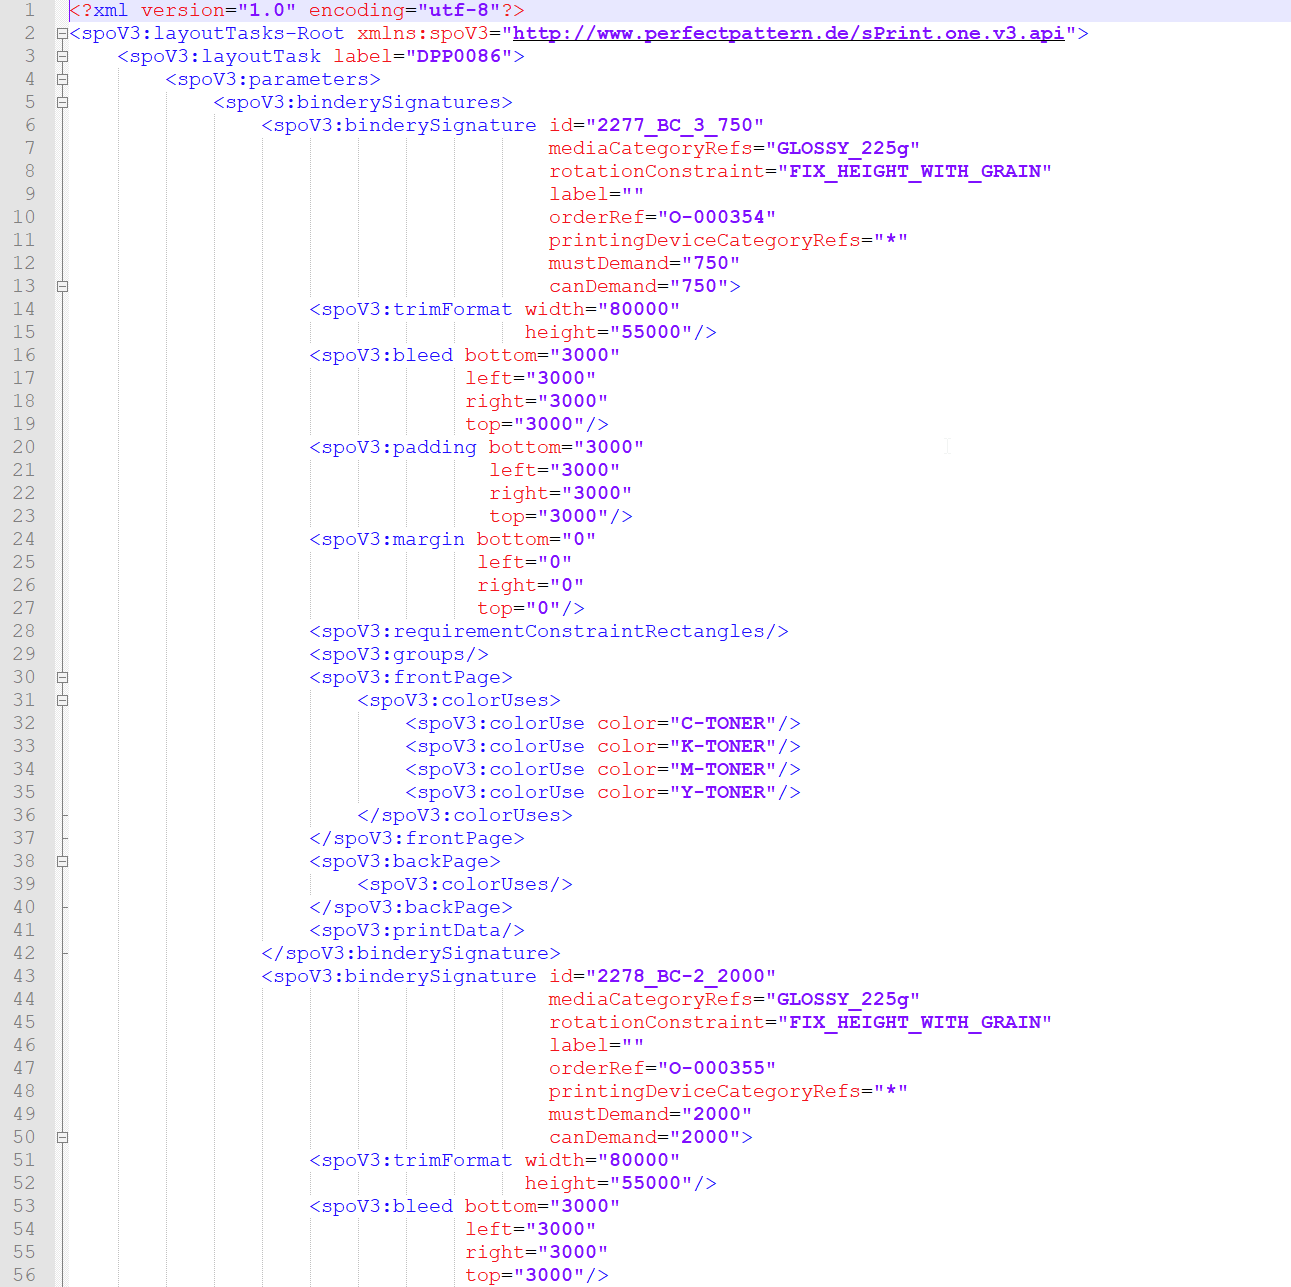 1 <?xml version="1.0" encoding="utf-8"?>
2 <spoV3:layoutTasks-Root xmlns:spoV3="http://www.perfectpattern.de/sPrint.one.v3.api">
3 <spoV3:layoutTask label="DPP0086">
4 <spoV3:parameters>
5 <spoV3:binderySignatures>
6 <spoV3:binderySignature id="2277_BC_3_750"
7 mediaCategoryRefs="GLOSSY_225g"
8 rotationConstraint="FIX_HEIGHT_WITH_GRAIN"
9 label=""
10 orderRef="O-000354"
11 printingDeviceCategoryRefs="*"
12 mustDemand="750"
13 canDemand="750">
14 <spoV3:trimFormat width="80000"
15 height="55000"/>
16 <spoV3:bleed bottom="3000"
17 left="3000"
18 right="3000"
19 top="3000"/>
20 <spoV3:padding bottom="3000"
21 left="3000"
22 right="3000"
23 top="3000"/>
24 <spoV3:margin bottom="0"
25 left="0"
26 right="0"
27 top="0"/>
28 <spoV3:requirementConstraintRectangles/>
29 <spoV3:groups/>
30 <spoV3:frontPage>
31 <spoV3:colorUses>
32 <spoV3:colorUse color="C-TONER"/>
33 <spoV3:colorUse color="K-TONER"/>
34 <spoV3:colorUse color="M-TONER"/>
35 <spoV3:colorUse color="Y-TONER"/>
36 </spoV3:colorUses>
37 </spoV3:frontPage>
38 <spoV3:backPage>
39 <spoV3:colorUses/>
40 </spoV3:backPage>
41 <spoV3:printData/>
42 </spoV3:binderySignature>
43 <spoV3:binderySignature id="2278_BC-2_2000"
44 mediaCategoryRefs="GLOSSY_225g"
45 rotationConstraint="FIX_HEIGHT_WITH_GRAIN"
46 label=""
47 orderRef="O-000355"
48 printingDeviceCategoryRefs="*"
49 mustDemand="2000"
50 canDemand="2000">
51 <spoV3:trimFormat width="80000"
52 height="55000"/>
53 <spoV3:bleed bottom="3000"
54 left="3000"
55 right="3000"
56 top="3000"/>